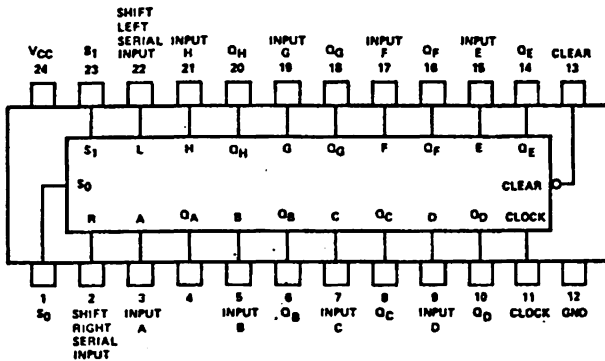 SHIFT
LEFT
SERIAL
INPUT
VCC S1 INPUT H QH INPUT G QG INPUT F QF INPUT E QE CLEAR
24 23 22 21 20 19 18 17 16 15 14 13
S1 L H QH G QG F QF E QE
S0 CLEAR
R A QA B QB C QC D QD CLOCK
1 2 3 4 5 6 7 8 9 10 11 12
S0 SHIFT RIGHT SERIAL INPUT INPUT A INPUT B QB INPUT C QC INPUT D QD CLOCK GND